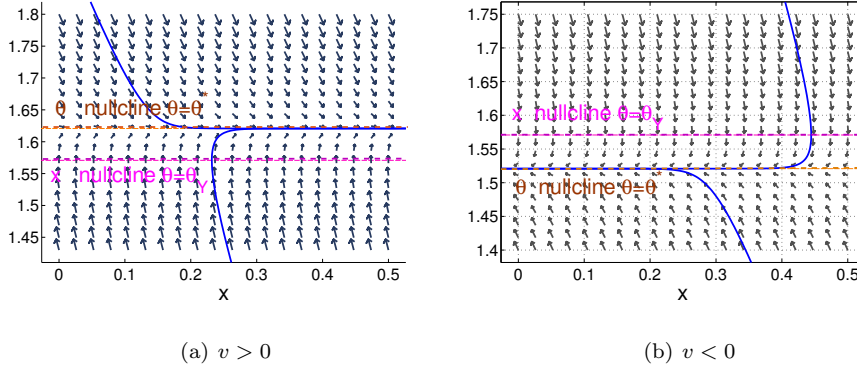 1.8
1.75
1.7
1.65
θ nullcline θ=θ*
1.6
1.55
x nullcline θ=θY
1.5
1.45
0 0.1 0.2 0.3 0.4 0.5
x
(a) v > 0
1.75
1.7
1.65
1.6
x nullcline θ=θY
1.55
1.5
θ nullcline θ=θ
1.45
1.4
0 0.1 0.2 0.3 0.4 0.5
x
(b) v < 0